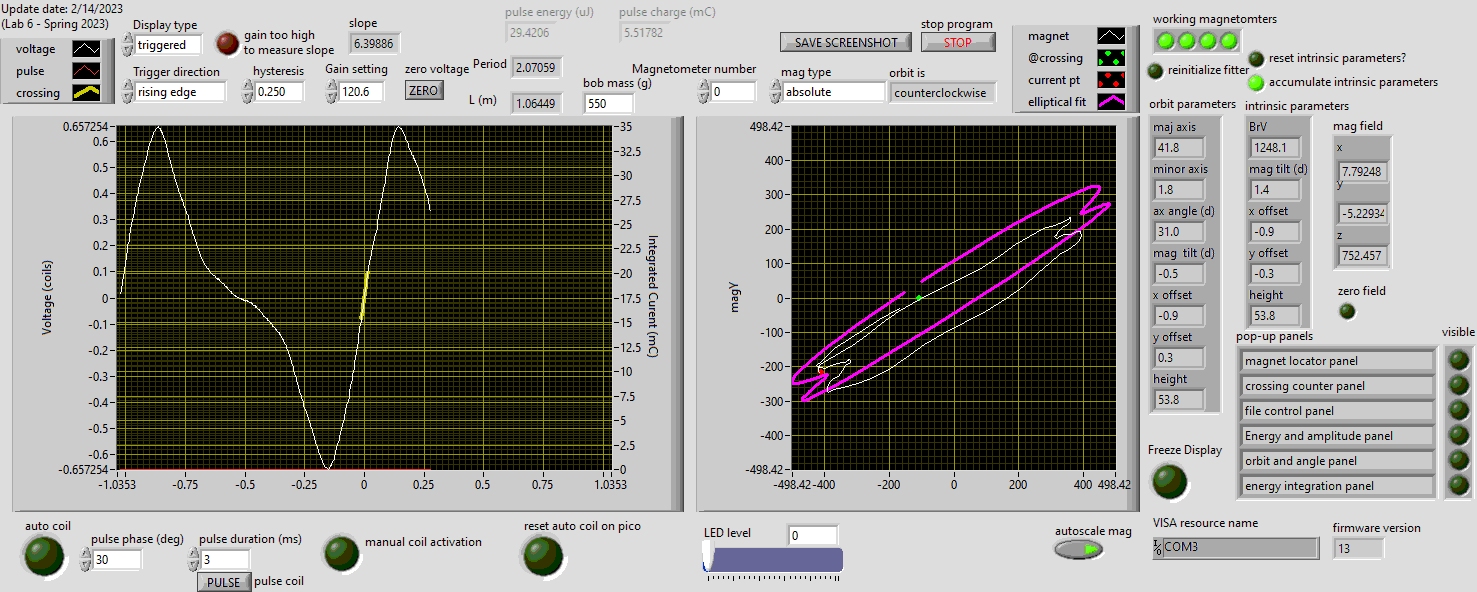 Update date: 2/14/2023
(Lab 6 - Spring 2023)
voltage
pulse
crossing
Display type
triggered
gain too high
to measure slope
slope
6.39886
Trigger direction
rising edge
hysteresis
0.250
Gain setting
120.6
zero voltage
ZERO
pulse energy (uJ)
29.4206
pulse charge (mC)
5.51782
Period
2.07059
L (m)
1.06449
bob mass (g)
550
SAVE SCREENSHOT
stop program
STOP
Magnetometer number
0
mag type
absolute
orbit is
counterclockwise
magnet
@crossing
current pt
elliptical fit
working magnetomters
reinitialize fitter
reset intrinsic parameters?
accumulate intrinsic parameters
Voltage (coils)
0.657254
0.6
0.5
0.4
0.3
0.2
0.1
0
-0.1
-0.2
-0.3
-0.4
-0.5
-0.6
-0.657254
-1.0353
-0.75
-0.5
-0.25
0
0.25
0.5
0.75
1.0353
35
32.5
30
27.5
25
22.5
20
17.5
15
12.5
10
7.5
5
2.5
0
Integrated Curent (mC)
magy
498.42
400
300
200
100
0
-100
-200
-300
-400
-498.42
-498.42
-400
-200
0
200
400
498.42
orbit parameters
maj axis
41.8
minor axis
1.8
ax angle (d)
31.0
mag tilt (d)
-0.5
x offset
-0.9
y offset
0.3
height
53.8
intrinsic parameters
BrV
1248.1
mag tilt (d)
1.4
x offset
-0.9
y offset
-0.3
height
53.8
mag field
x
7.79248
y
-5.22934
z
752.457
zero field
pop-up panels
visible
magnet locator panel
crossing counter panel
file control panel
Energy and amplitude panel
orbit and angle panel
energy integration panel
Freeze Display
auto coil
pulse phase (deg)
30
pulse duration (ms)
3
PULSE
pulse coil
manual coil activation
reset auto coil on pico
LED level
0
autoscale mag
VISA resource name
COM3
firmware version
13